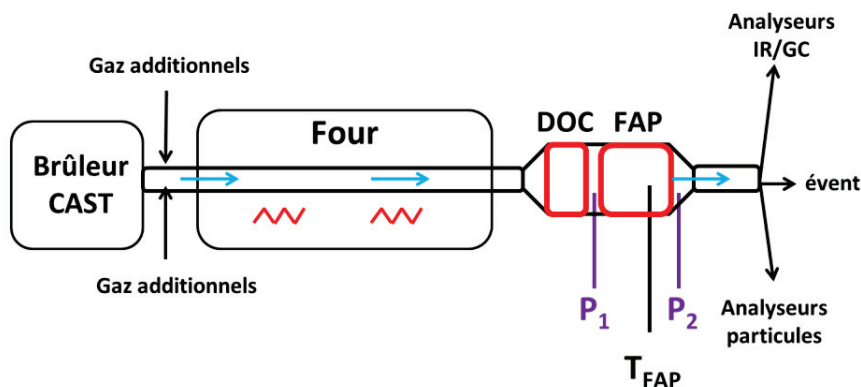 Analyseurs
IR/GC
Gaz additionnels
Four
DOC
FAP
Brûleur
CAST
évent
Gaz additionnels
P1
P2
Analyseurs
particules
TFAP